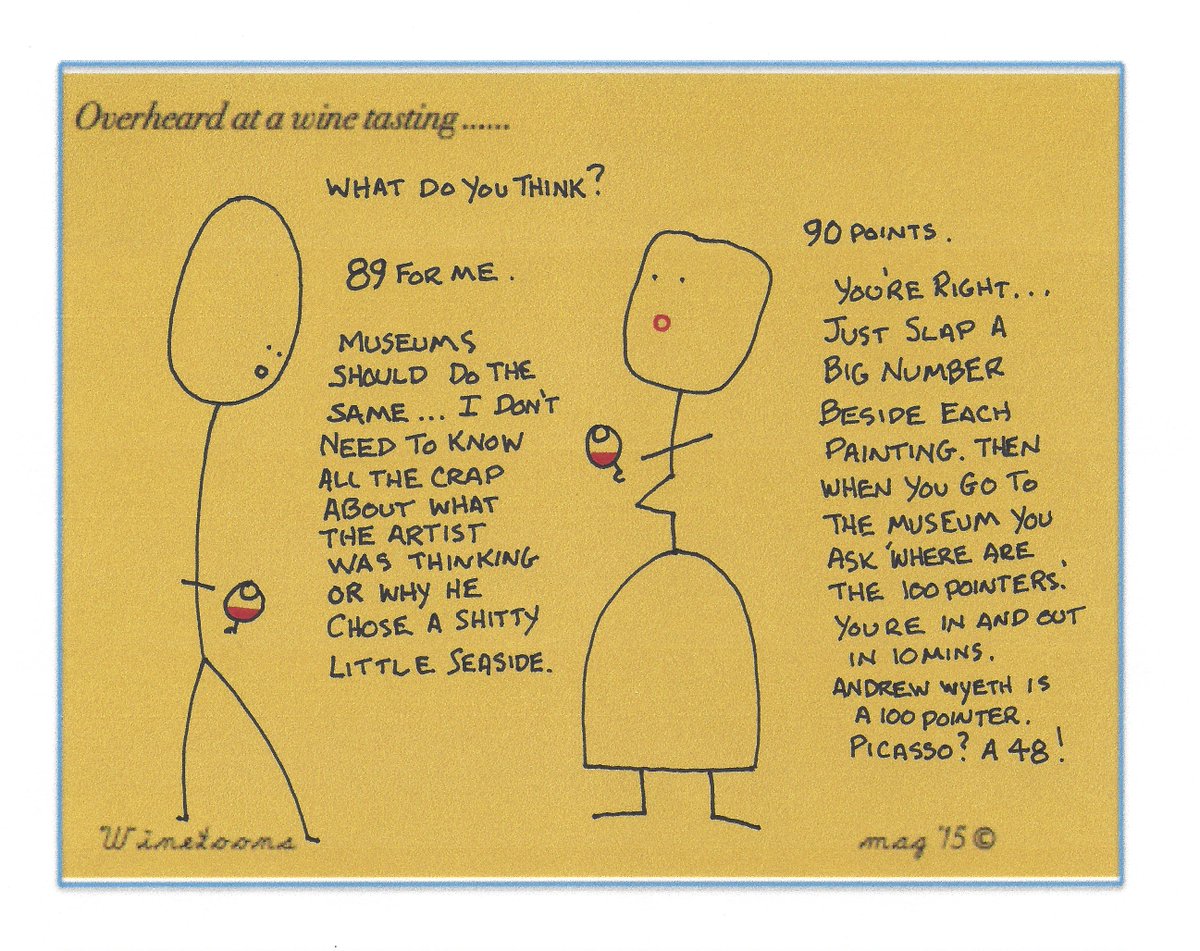 Overheard at a wine tasting......
WHAT DO YOU THINK?
90 POINTS.
89 FOR ME.
MUSEUMS
SHOULD DO THE
SAME... I DON'T
NEED TO KNOW
ALL THE CRAP
ABOUT WHAT
THE ARTIST
WAS THINKING
OR WHY HE
CHOSE A SHITTY
LITTLE SEASIDE.
YOU'RE RIGHT...
JUST SLAP A
BIG NUMBER
BESIDE EACH
PAINTING. THEN
WHEN YOU GO TO
THE MUSEUM YOU
ASK 'WHERE ARE
THE 100 POINTERS.'
YOURE IN AND OUT
IN 10 MINS.
ANDREW WYETH IS
A 100 POINTER.
PICASSO? A 48!
Winetoons
mag '15 ©